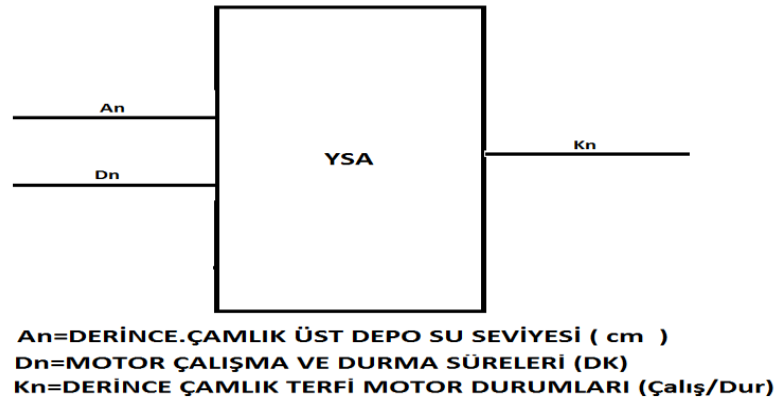 An
Dn
YSA
Kn
An=DERİNCE.ÇAMLIK ÜST DEPO SU SEVİYESİ ( cm )
Dn=MOTOR ÇALIŞMA VE DURMA SÜRELERİ (DK)
Kn=DERİNCE ÇAMLIK TERFİ MOTOR DURUMLARI (Çalış/Dur)